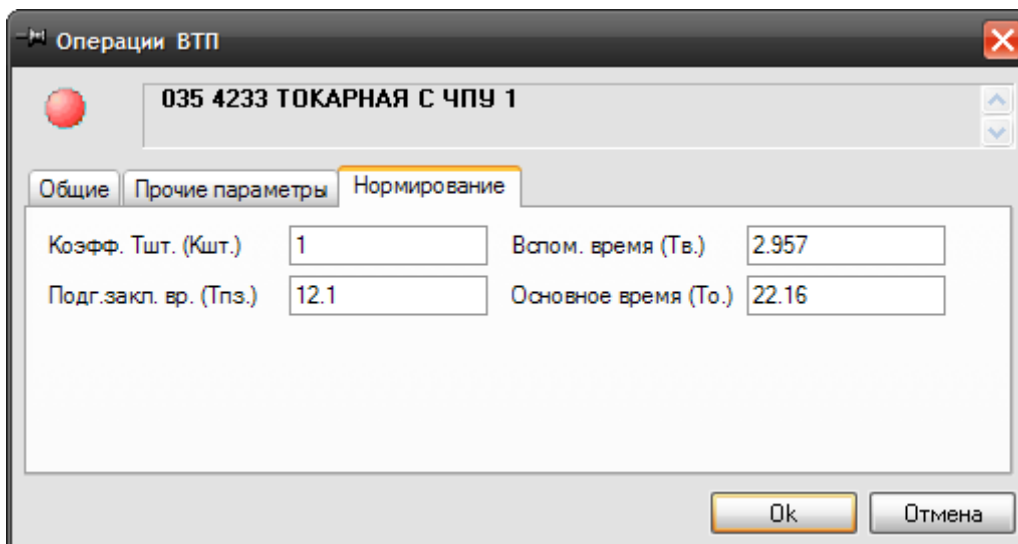 Операции ВТП
035 4233 ТОКАРНАЯ С ЧПУ 1
Общие Прочие параметры Нормирование
Коэфф. Тшт. (Кшт.) 1 Вспом. время (Тв.) 2.957
Подг.закл. вр. (Тпз.) 12.1 Основное время (То.) 22.16
Ok Отмена